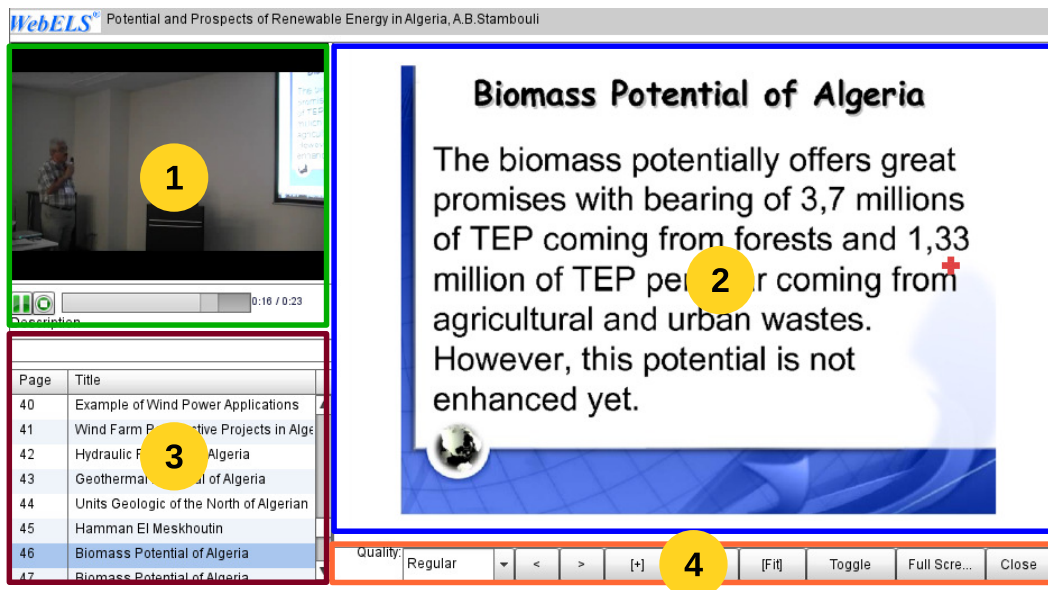 WebELS® Potential and Prospects of Renewable Energy in Algeria, A.B.Stambouli
1
0:16 / 0:23
Description
Page Title
40 Example of Wind Power Applications
41 Wind Farm Projects in Alge
42 Hydraulic Algeria
43 Geothermal of Algeria
44 Units Geologic of the North of Algerian
45 Hamman El Meskhoutin
46 Biomass Potential of Algeria
47 Biomass Potential of Algeria
3
Biomass Potential of Algeria
The biomass potentially offers great
promises with bearing of 3,7 millions
of TEP coming from forests and 1,33
million of TEP coming from
agricultural and urban wastes.
However, this potential is not
enhanced yet.
2
Quality: Regular < > [+] [Fit] Toggle Full Scre... Close
4